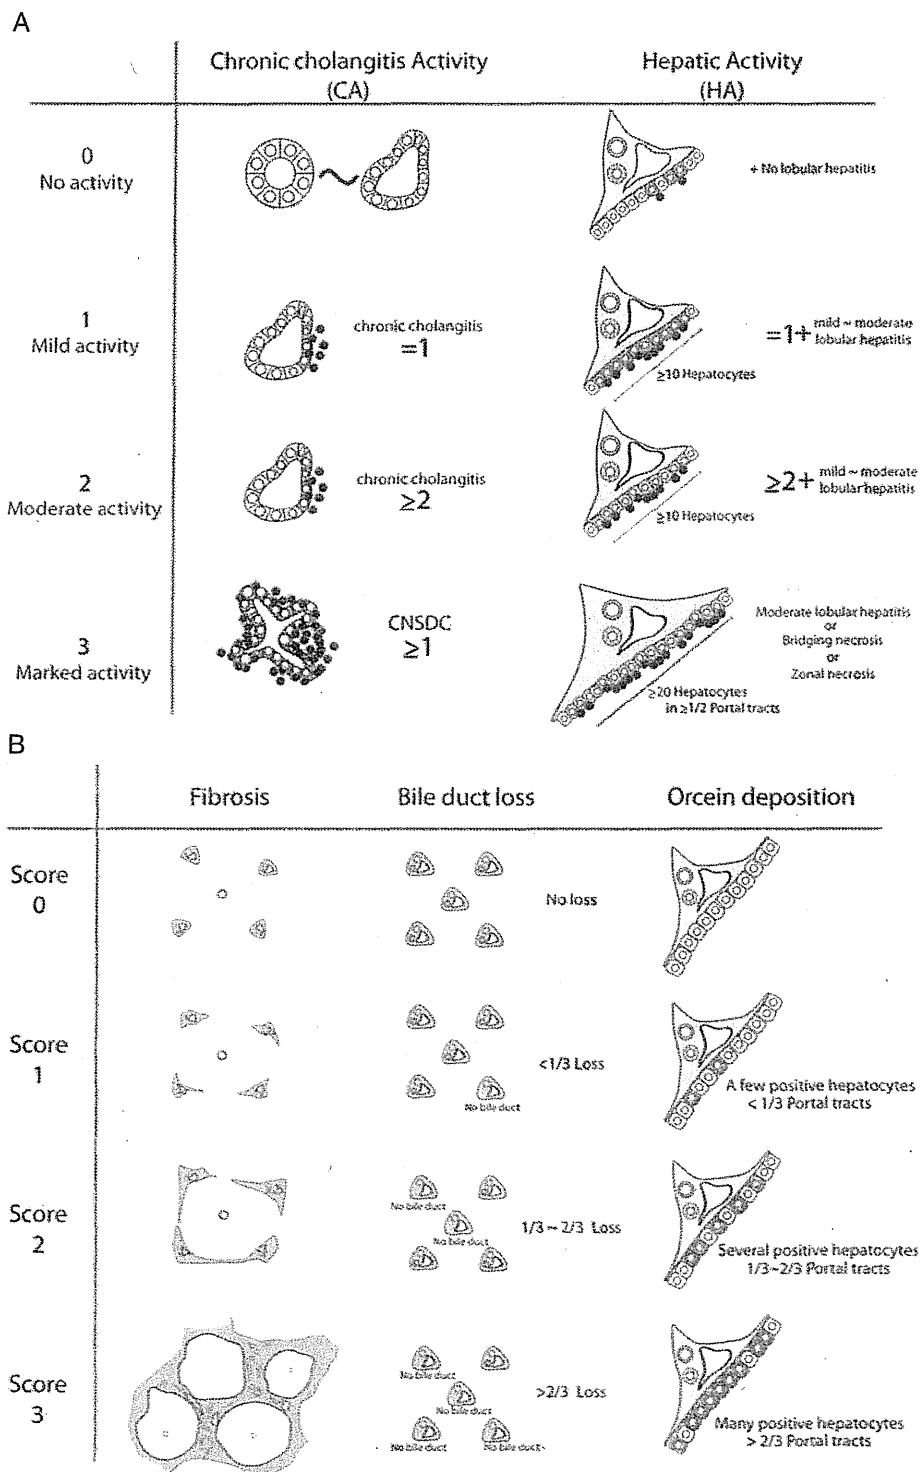 A
Chronic cholangitis Activity
(CA)
Hepatic Activity
(HA)
0
No activity
+ No lobular hepatitis
1
Mild activity
chronic cholangitis
=1
≥10 Hepatocytes
=1+ mild ~ moderate
lobular hepatitis
2
Moderate activity
chronic cholangitis
≥2
≥10 Hepatocytes
≥2+ mild ~ moderate
lobular hepatitis
3
Marked activity
CNSDC
≥1
≥20 Hepatocytes
in ≥1/2 Portal tracts
Moderate lobular hepatitis
or
Bridging necrosis
or
Zonal necrosis
B
Fibrosis
Bile duct loss
Orcein deposition
Score
0
No loss
Score
1
No bile duct
<1/3 Loss
A few positive hepatocytes
< 1/3 Portal tracts
Score
2
No bile duct
No bile duct
1/3 ~ 2/3 Loss
Several positive hepatocytes
1/3~2/3 Portal tracts
Score
3
No bile duct
No bile duct
No bile duct
No bile duct
>2/3 Loss
Many positive hepatocytes
> 2/3 Portal tracts